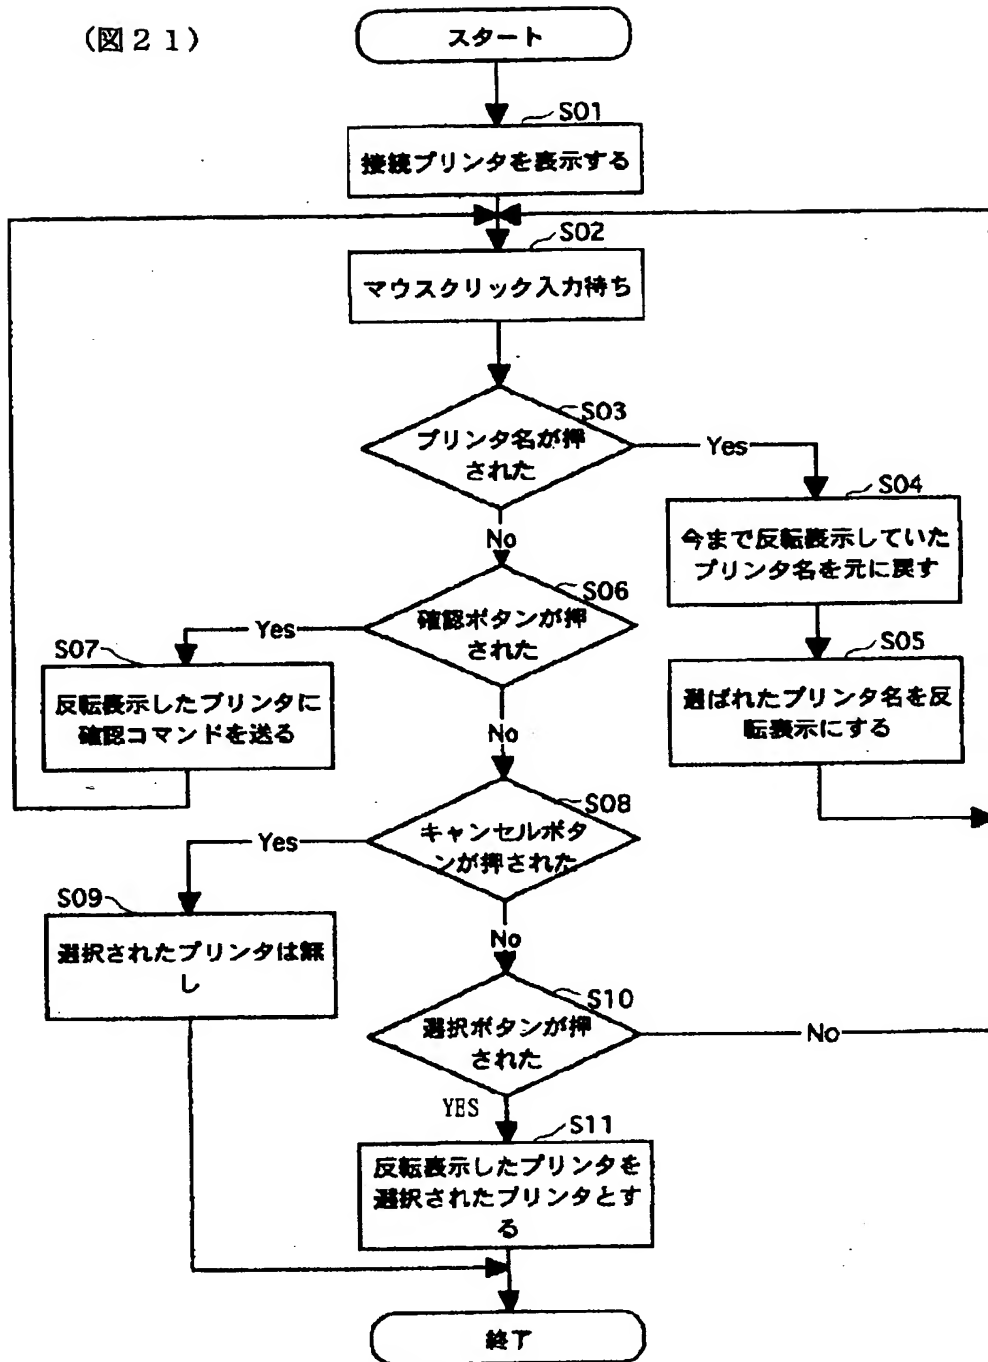 (図21)
スタート
S01
接続プリンタを表示する
S02
マウスクリック入力待ち
S03
プリンタ名が押
された
Yes
No
S04
今まで反転表示していた
プリンタ名を元に戻す
S05
選ばれたプリンタ名を反
転表示にする
S06
確認ボタンが押
された
Yes
No
S07
反転表示したプリンタに
確認コマンドを送る
S08
キャンセルボタ
ンが押された
Yes
No
S09
選択されたプリンタは無
し
S10
選択ボタンが押
された
No
YES
S11
反転表示したプリンタを
選択されたプリンタとす
る
終了